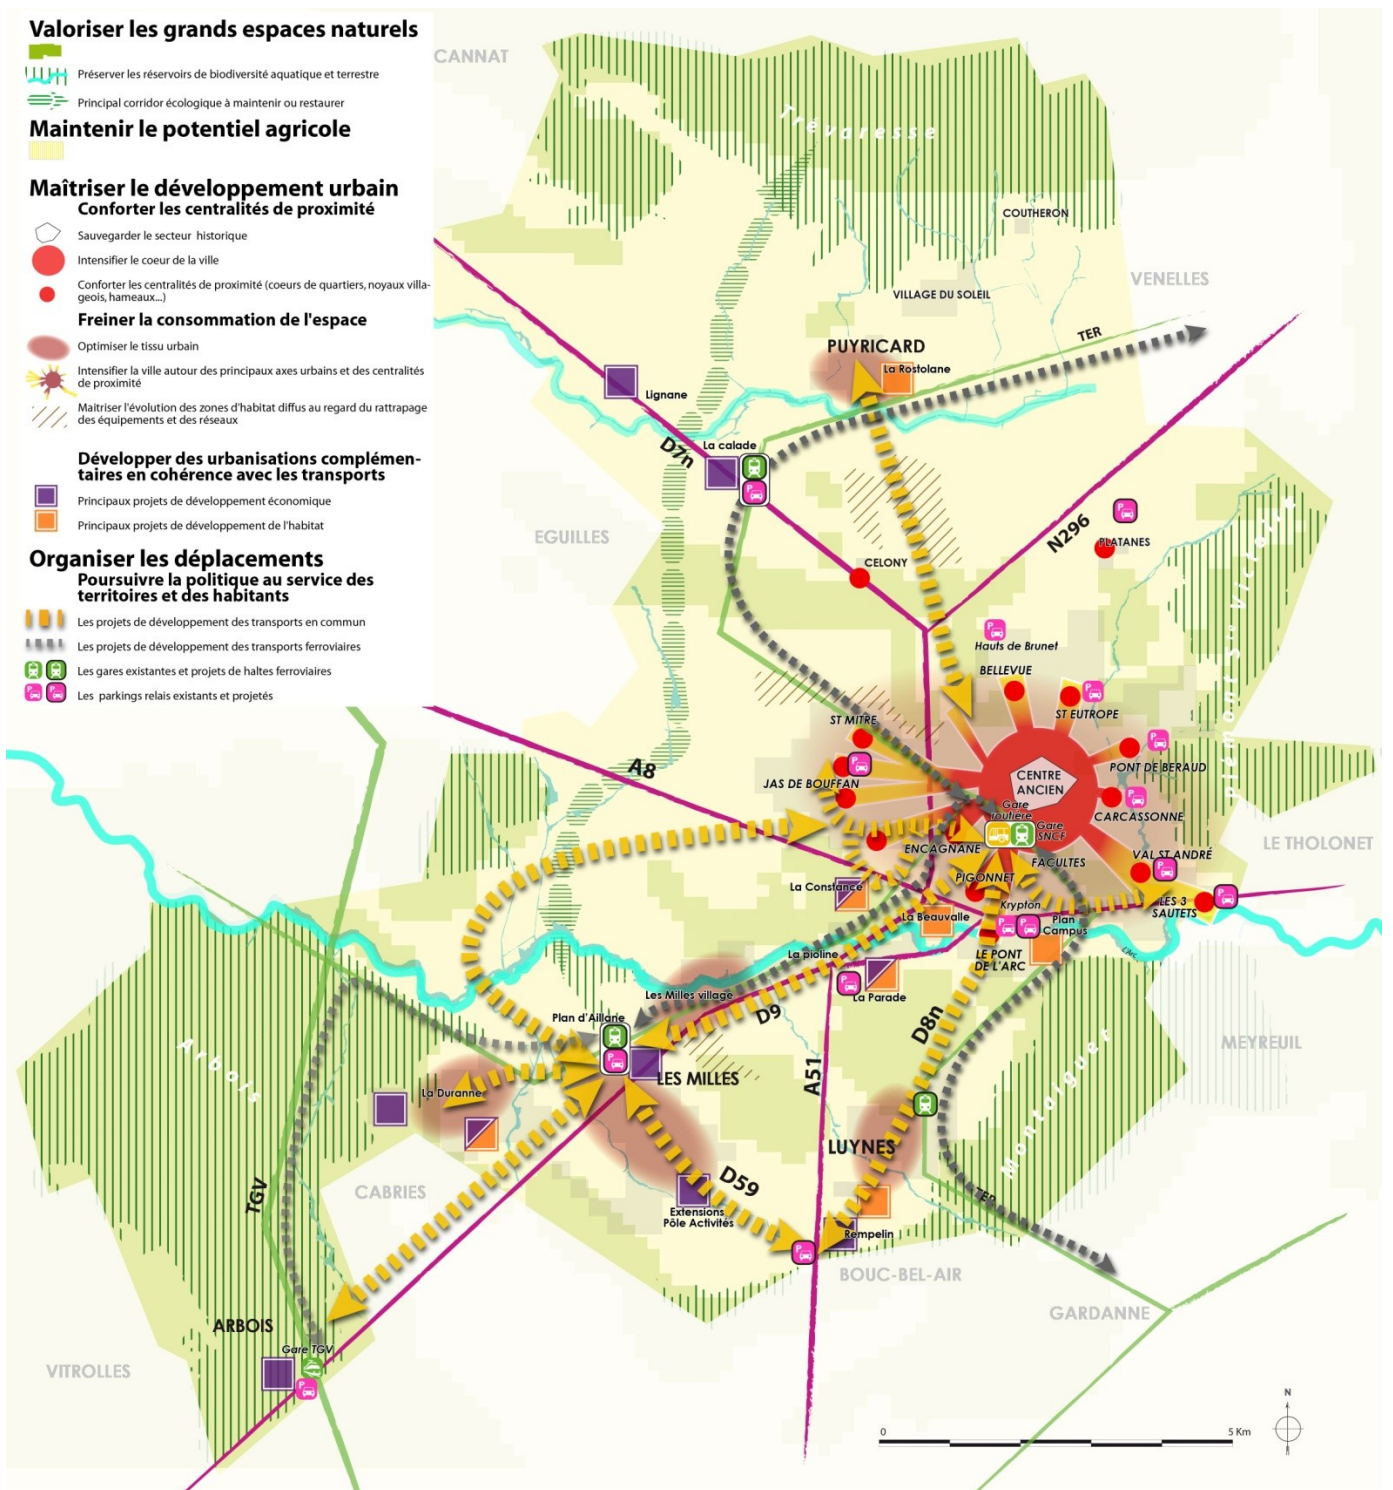 Valoriser les grands espaces naturels
Préserver les réservoirs de biodiversité aquatique et terrestre
Principal corridor écologique à maintenir ou restaurer
Maintenir le potentiel agricole
Maîtriser le développement urbain
Conforter les centralités de proximité
Sauvegarder le secteur historique
Intensifier le coeur de la ville
Conforter les centralités de proximité (coeurs de quartiers, noyaux villa-
geois, hameaux...)
Freiner la consommation de l'espace
Optimiser le tissu urbain
Intensifier la ville autour des principaux axes urbains et des centralités
de proximité
Maitriser l'évolution des zones d'habitat diffus au regard du rattrapage
des équipements et des réseaux
Développer des urbanisations complémen-
taires en cohérence avec les transports
Principaux projets de développement économique
Principaux projets de développement de l'habitat
Organiser les déplacements
Poursuivre la politique au service des
territoires et des habitants
Les projets de développement des transports en commun
Les projets de développement des transports ferroviaires
Les gares existantes et projets de haltes ferroviaires
Les parkings relais existants et projetés
CANNAT
Trévaresse
COUTHERON
VENELLES
VILLAGE DU SOLEIL
TER
PUYRICARD
La Rostolane
Lignane
La calade
D7n
EGUILLES
N296
PLATANES
CELONY
Piémont Ste Victoire
Hauts de Brunet
BELLEVUE
ST EUTROPE
ST MITRE
PONT DE BERAUD
A8
JAS DE BOUFFAN
CENTRE
ANCIEN
CARCASSONNE
Gare
routière
Gare
SNCF
LE THOLONET
ENCAGNANE
FACULTES
VAL ST ANDRÉ
La Constance
PIGONNET
LES 3
SAUTETS
Krypton
La Beauvalle
Plan
Campus
L'ARC
La pioline
LE PONT
DE L'ARC
Les Milles village
La Parade
Plan d'Aillane
D9
D8n
MEYREUIL
Arbois
Montaiguer
LES MILLES
A51
La Duranne
LUYNES
CABRIES
D59
TGV
TER
Extensions
Pôle Activités
Rempelin
BOUC-BEL-AIR
GARDANNE
ARBOIS
Gare TGV
VITROLLES
N
0
5 Km